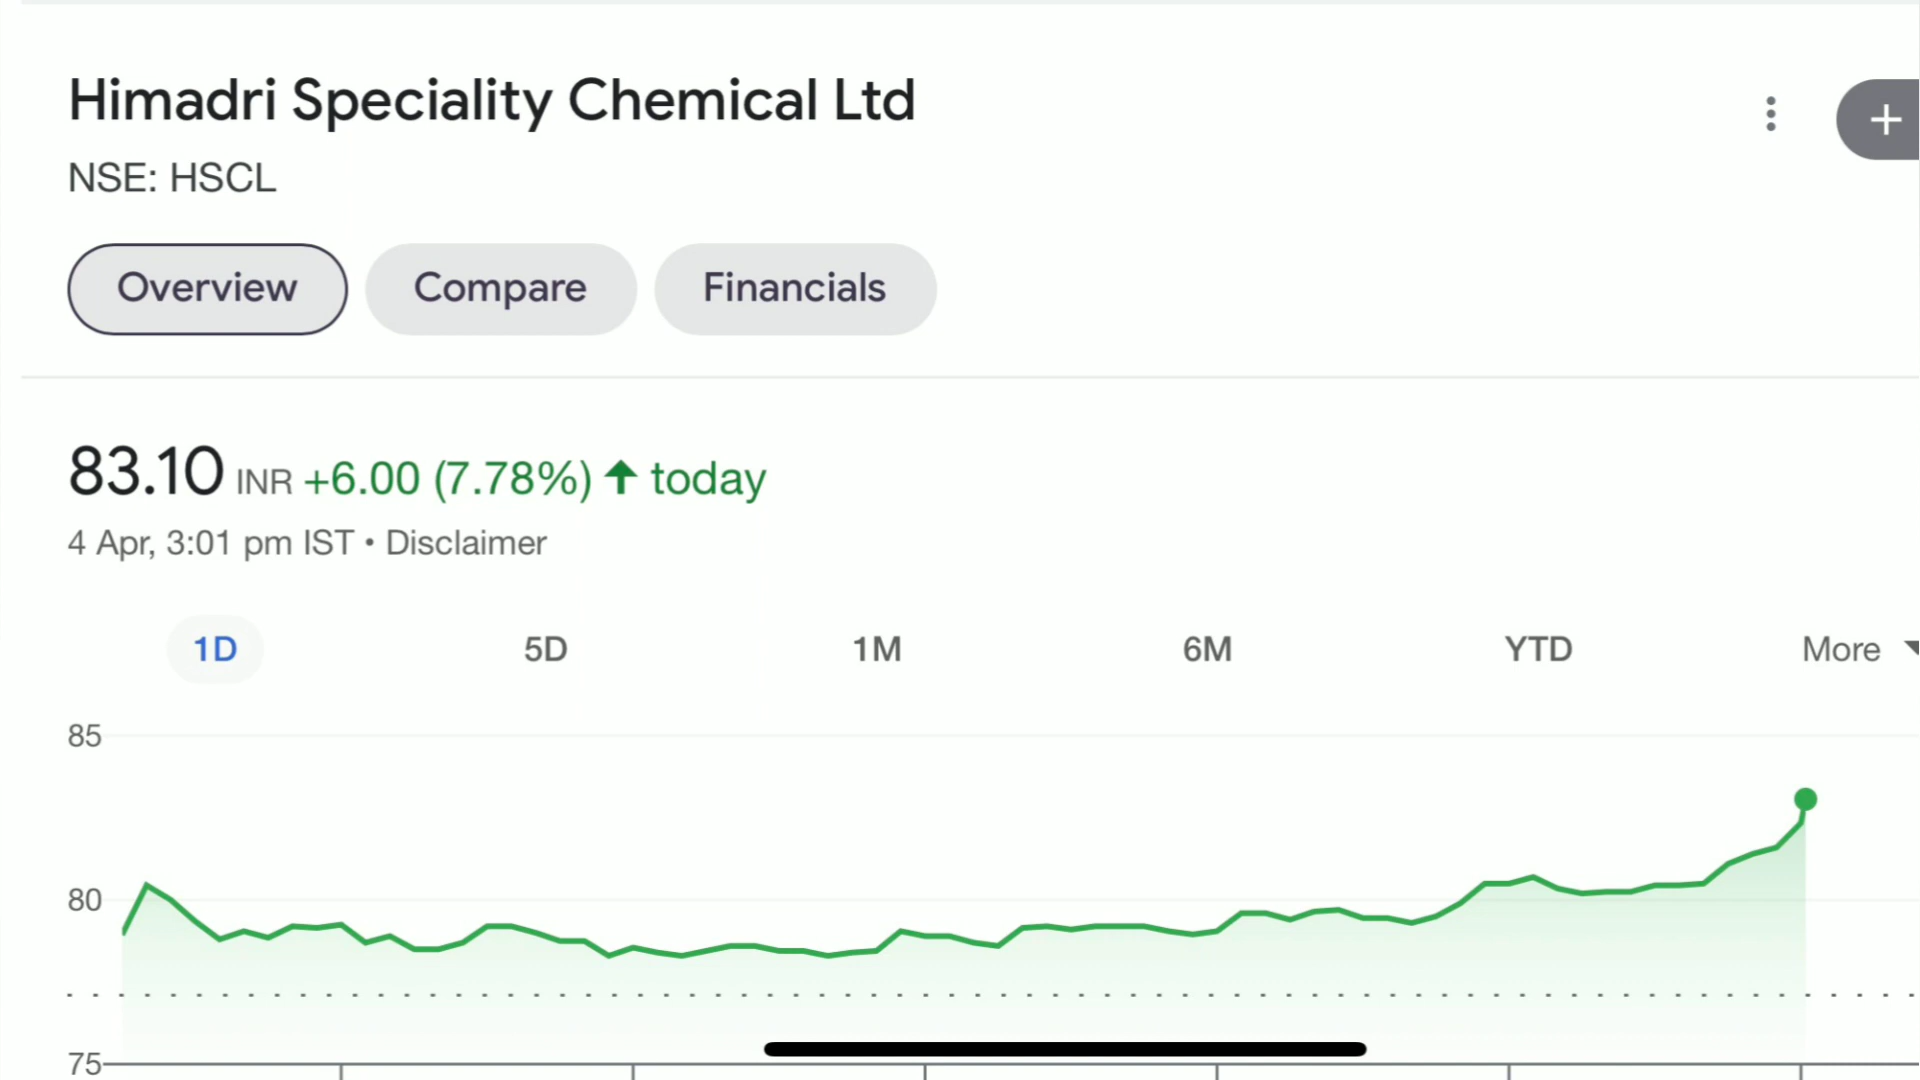 Himadri Speciality Chemical Ltd
NSE: HSCL
Overview Compare Financials
83.10 INR +6.00 (7.78%) ↑ today
4 Apr, 3:01 pm IST • Disclaimer
1D 5D 1M 6M YTD More
85
80
75